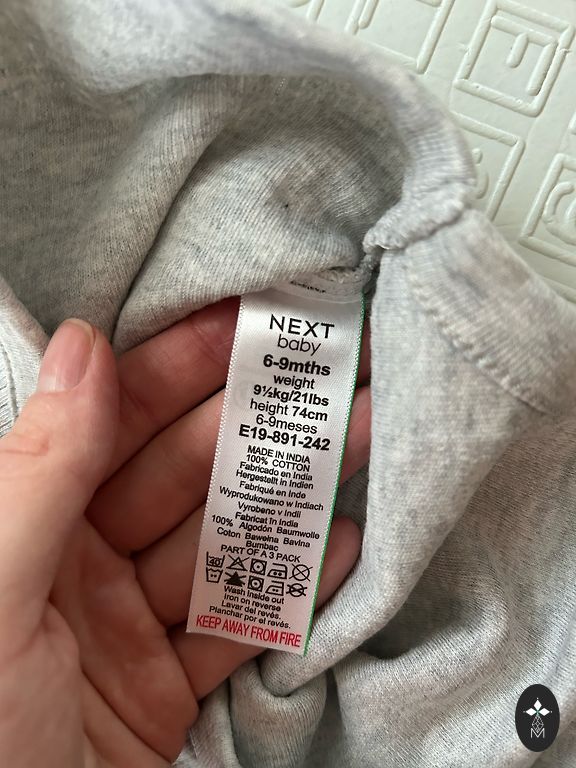 NEXT
baby
6-9mths
weight
9½kg/21lbs
height 74cm
6-9meses
E19-891-242
MADE IN INDIA
100% COTTON
Fabricado en India
Hergestellt in Indien
Fabriqué en Inde
Wyprodukowano w Indiach
Vyrobeno v Indii
Fabricat în India
100% Algodón Baumwolle
Coton Bawełna Bavlna
Bumbac
PART OF A 3 PACK
40
Wash inside out
Iron on reverse
Lavar del revés.
Planchar por el revés.
KEEP AWAY FROM FIRE
M